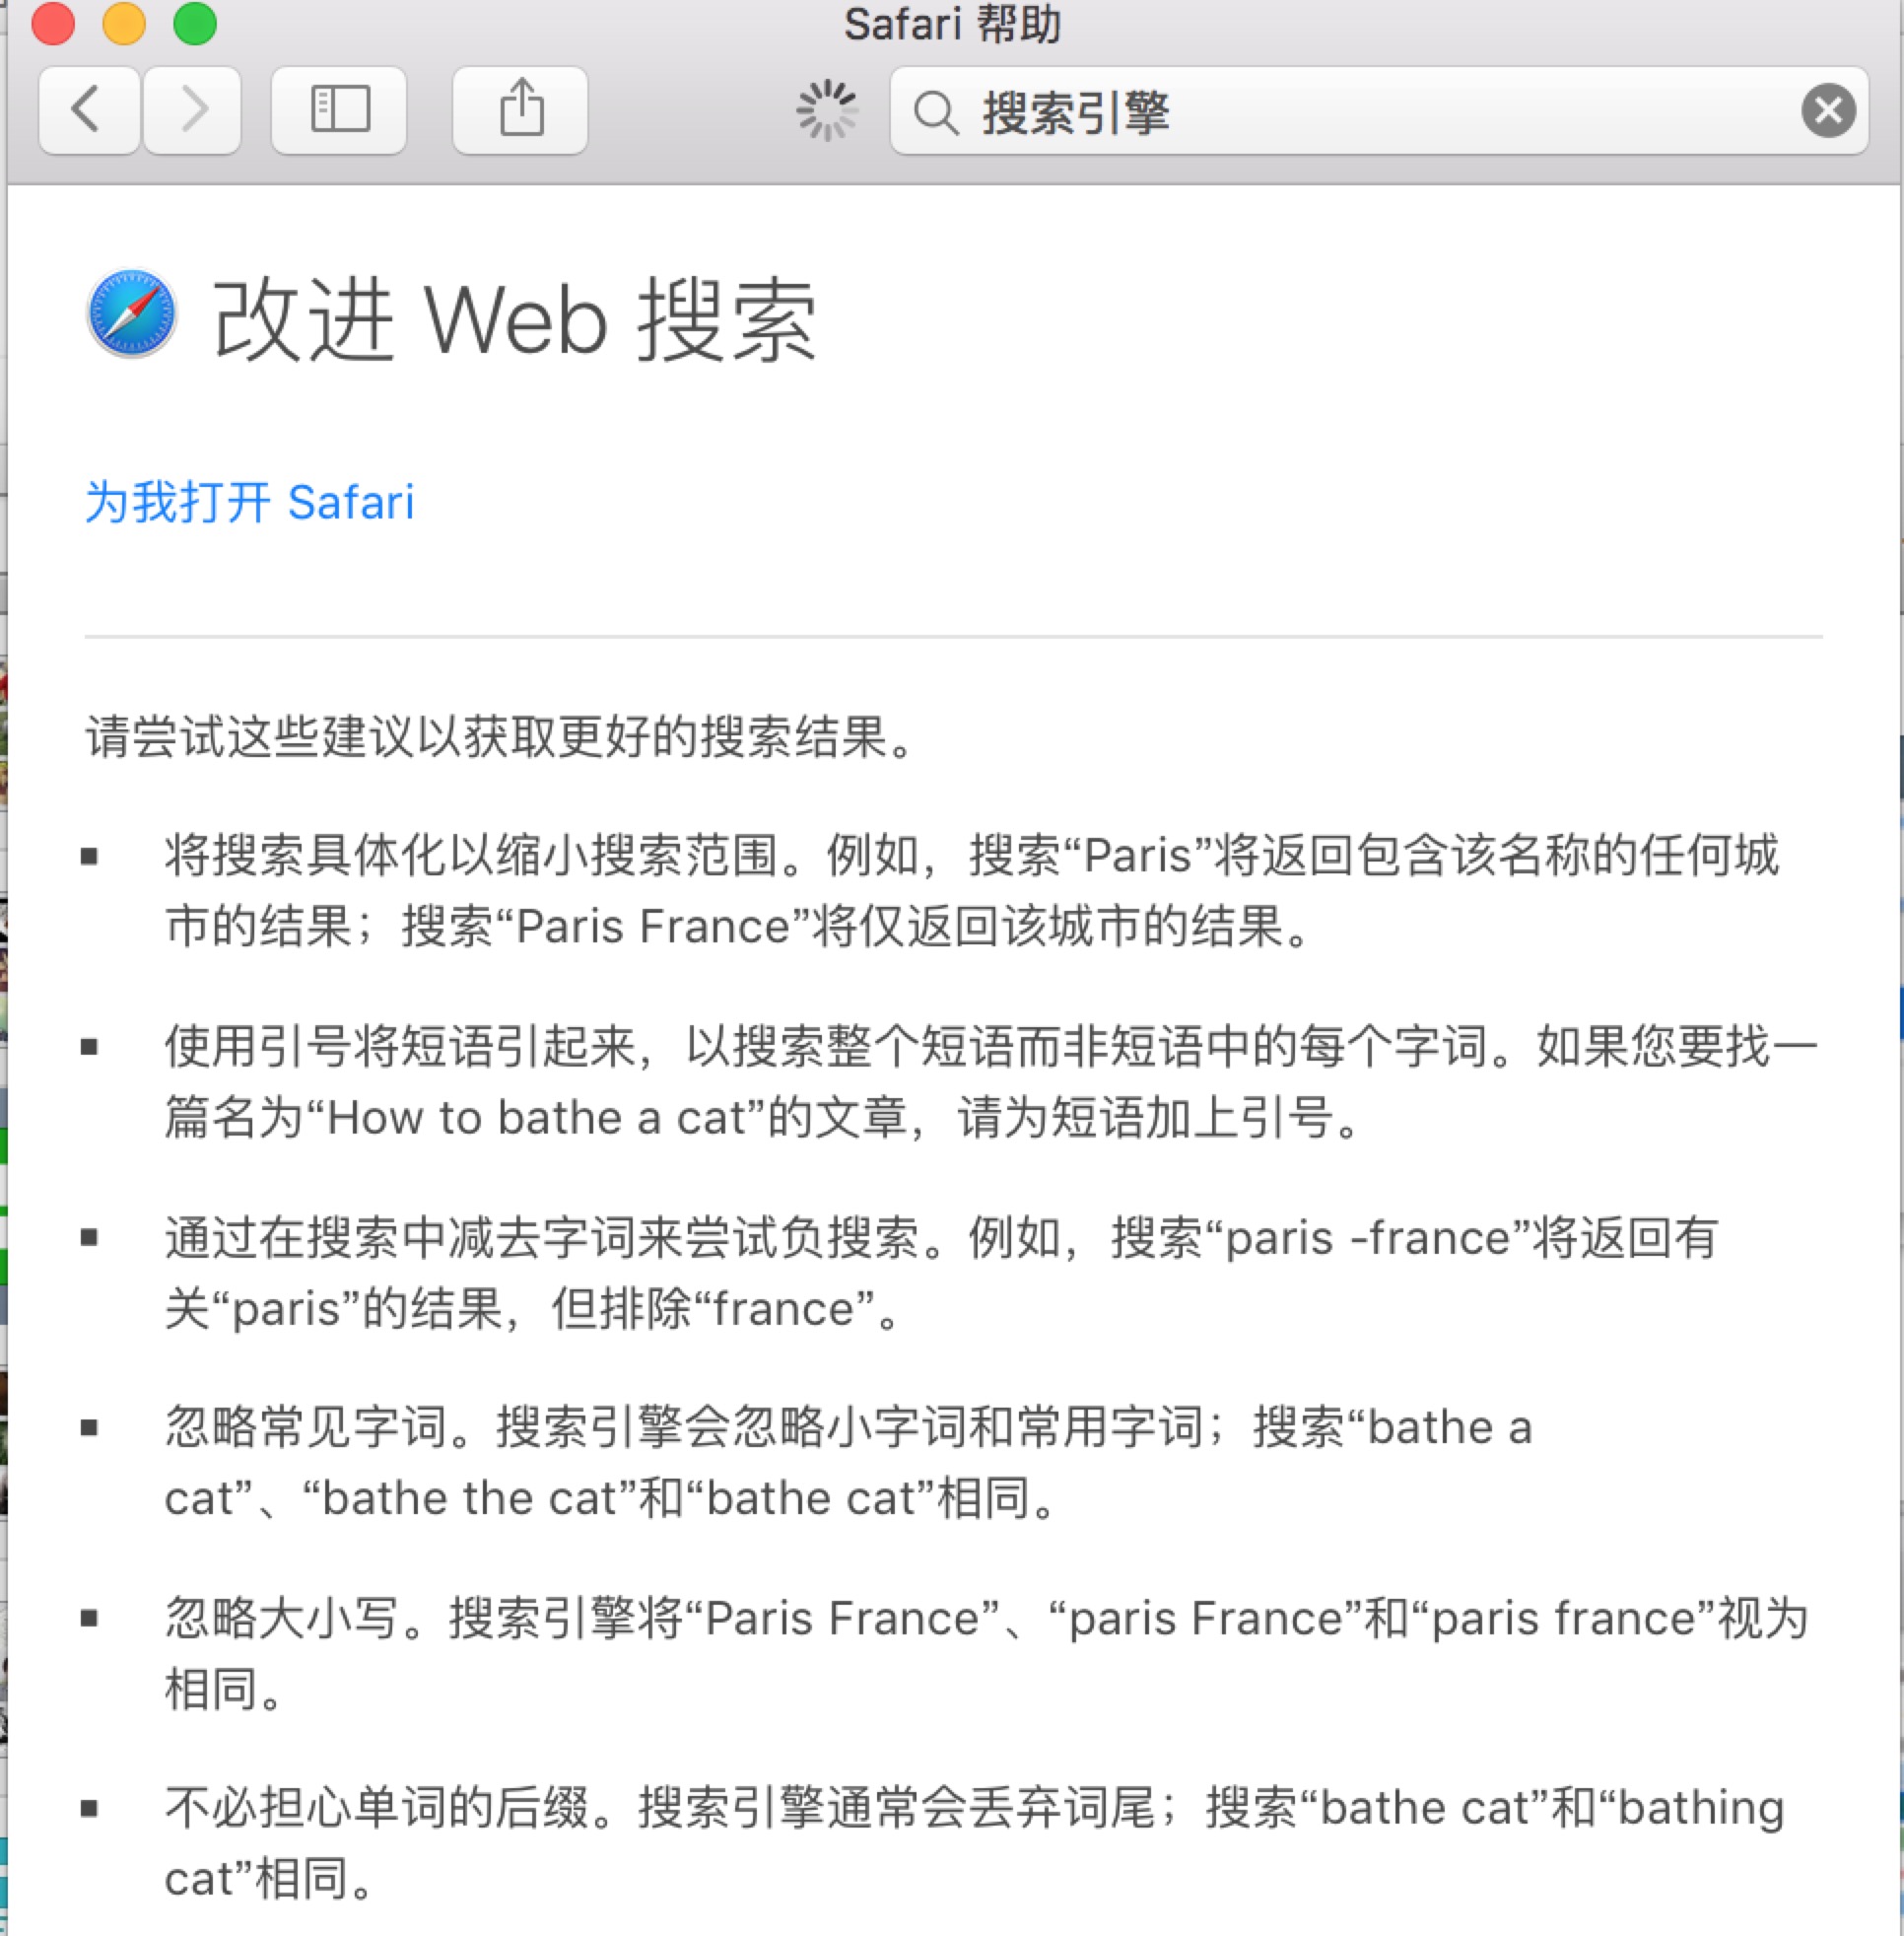 Safari 帮助
搜索引擎
改进 Web 搜索
为我打开 Safari
请尝试这些建议以获取更好的搜索结果。
▪ 将搜索具体化以缩小搜索范围。例如，搜索“Paris”将返回包含该名称的任何城
市的结果；搜索“Paris France”将仅返回该城市的结果。
▪ 使用引号将短语引起来，以搜索整个短语而非短语中的每个字词。如果您要找一
篇名为“How to bathe a cat”的文章，请为短语加上引号。
▪ 通过在搜索中减去字词来尝试负搜索。例如，搜索“paris -france”将返回有
关“paris”的结果，但排除“france”。
▪ 忽略常见字词。搜索引擎会忽略小字词和常用字词；搜索“bathe a
cat”、“bathe the cat”和“bathe cat”相同。
▪ 忽略大小写。搜索引擎将“Paris France”、“paris France”和“paris france”视为
相同。
▪ 不必担心单词的后缀。搜索引擎通常会丢弃词尾；搜索“bathe cat”和“bathing
cat”相同。